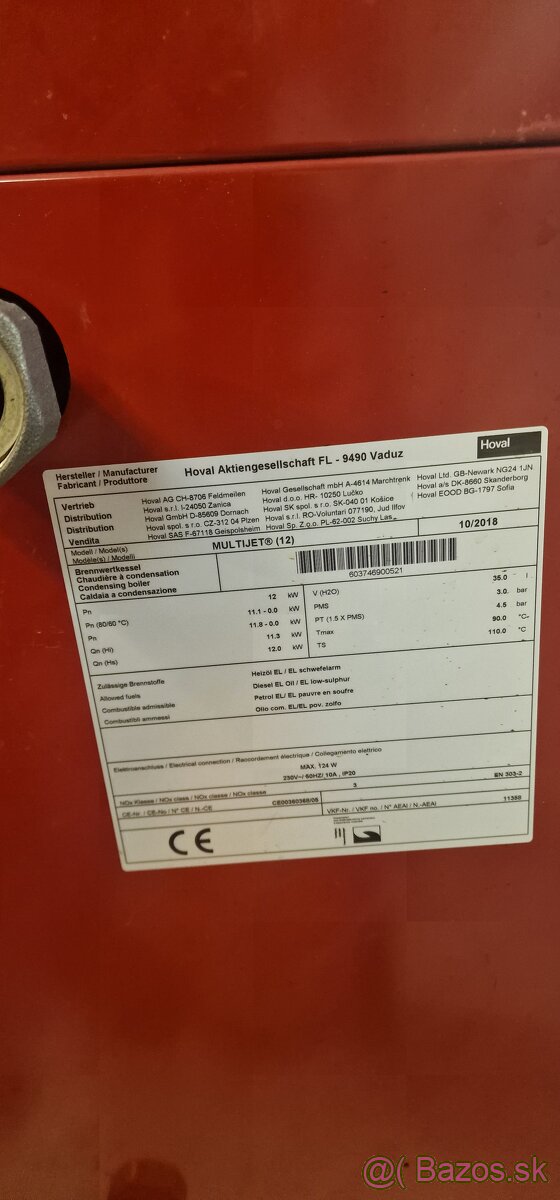 Hersteller / Manufacturer
Fabricant / Produttore
Hoval Aktiengesellschaft FL - 9490 Vaduz
Hoval
Vertrieb
Distribution
Distribution
Vendita
Hoval AG CH-8706 Feldmeilen
Hoval s.r.l. I-24050 Zanica
Hoval GmbH D-85609 Dornach
Hoval spol. s.r.o. CZ-312 04 Plzen
Hoval SAS F-67118 Geispolsheim
Hoval Gesellschaft mbH A-4614 Marchtrenk
Hoval d.o.o. HR- 10250 Lučko
Hoval SK spol. s r.o. SK-040 01 Košice
Hoval s.r.l. RO-Voluntari 077190, Jud Ilfov
Hoval Sp. Z.g.o. PL-62-002 Suchy Las
Hoval Ltd. GB-Newark NG24 1JN
Hoval a/s DK-8660 Skanderborg
Hoval EOOD BG-1797 Sofia
Modell / Model(s)
Modèle(s) / Modelli
MULTIJET® (12)
10/2018
Brennwertkessel
Chaudière à condensation
Condensing boiler
Caldaia a condensazione
603746900521
Pn 12 kW V (H2O) 35.0 l
Pn (80/60 °C) 11.1 - 0.0 kW PMS 3.0 bar
Pn 11.8 - 0.0 kW PT (1.5 X PMS) 4.5 bar
Qn (Hi) 11.3 kW Tmax 90.0 °C
Qn (Hs) 12.0 kW TS 110.0 °C
Zulässige Brennstoffe Heizöl EL / EL schwefelarm
Allowed fuels Diesel EL Oil / EL low-sulphur
Combustible admissible Petrol EL / EL pauvre en soufre
Combustibli ammessi Olio com. EL/EL pov. zolfo
Elektroanschluss / Electrical connection / Raccordement électrique / Collegamento elettrico
MAX. 124 W
230V~/ 60HZ/ 10A , IP20
NOx Klasse / NOx class / NOx classe / NOx classe 3 EN 303-2
CE-Nr. / CE-No / N° CE / N.-CE CE00360368/05 VKF-Nr. / VKF no. / N° AEAI / N.-AEAI 11358
CE
@( Bazos.sk